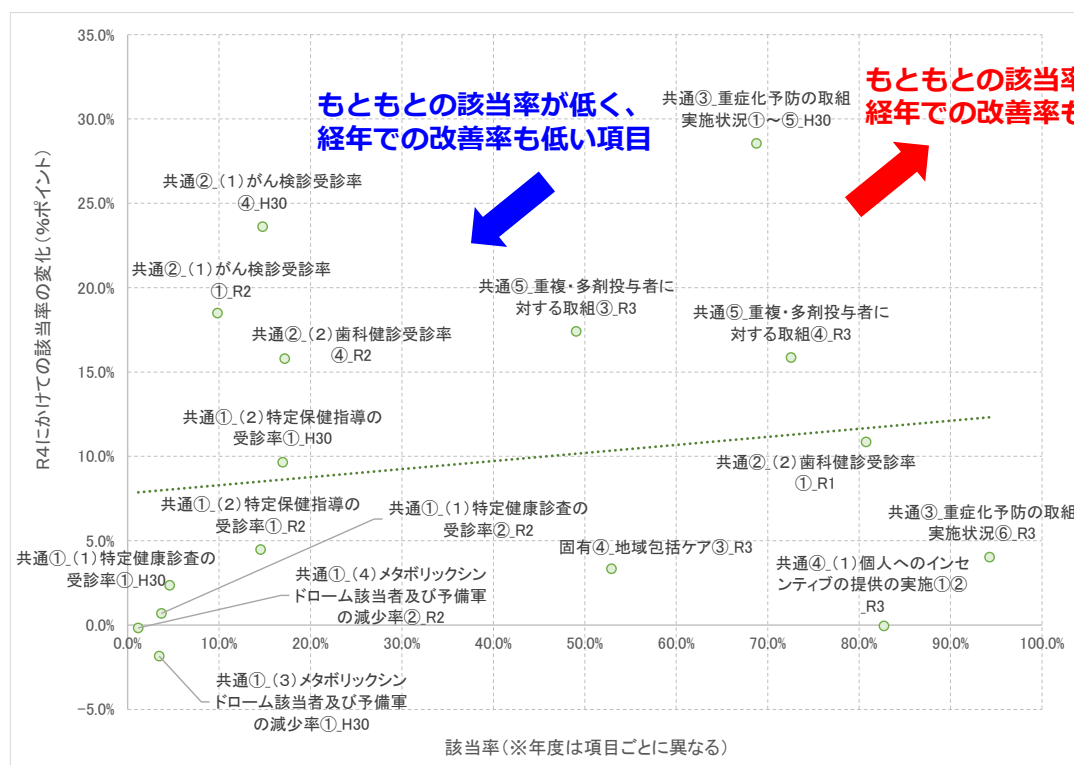 35.0%
30.0%
25.0%
20.0%
15.0%
10.0%
5.0%
0.0%
-5.0%
R4にかけての該当率の変化(%ポイント)
もともとの該当率が低く、
経年での改善率も低い項目
共通③_重症化予防の取組
実施状況①~⑤_H30
もともとの該当率
経年での改善率も
共通②_(1)がん検診受診率
④_H30
共通②_(1)がん検診受診率
①_R2
共通⑤_重複・多剤投与者に
対する取組③_R3
共通⑤_重複・多剤投与者に
対する取組④_R3
共通②_(2)歯科健診受診率
④_R2
共通①_(2)特定保健指導の
受診率①_H30
共通②_(2)歯科健診受診率
①_R1
共通①_(2)特定保健指導の
受診率①_R2
共通①_(1)特定健康診査の
受診率②_R2
共通③_重症化予防の取組
実施状況⑥_R3
固有④_地域包括ケア③_R3
共通①_(1)特定健康診査の
受診率①_H30
共通①_(4)メタボリックシン
ドローム該当者及び予備軍
の減少率②_R2
共通④_(1)個人へのインセ
ンティブの提供の実施①②
_R3
共通①_(3)メタボリックシン
ドローム該当者及び予備軍
の減少率①_H30
0.0%
10.0%
20.0%
30.0%
40.0%
50.0%
60.0%
70.0%
80.0%
90.0%
100.0%
該当率(※年度は項目ごとに異なる)